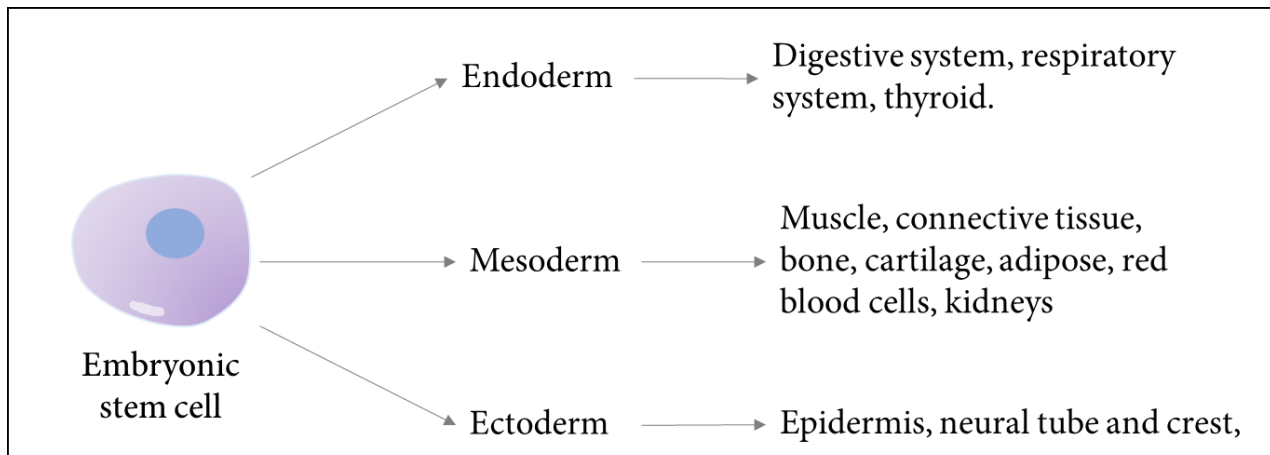 Endoderm
Digestive system, respiratory
system, thyroid.
Mesoderm
Muscle, connective tissue,
bone, cartilage, adipose, red
blood cells, kidneys
Embryonic
stem cell
Ectoderm
Epidermis, neural tube and crest,